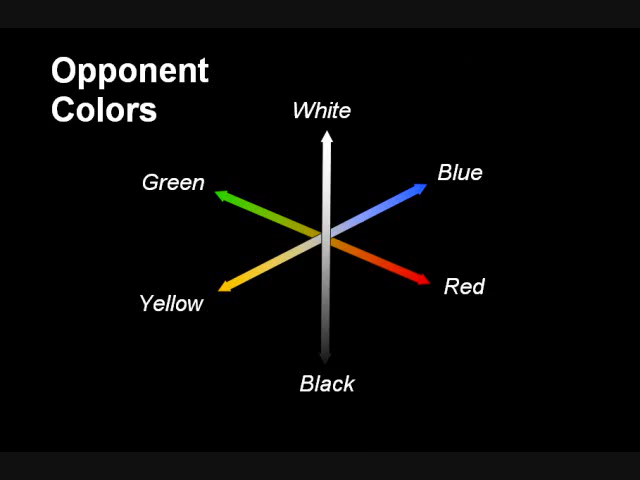 Opponent
Colors
White
Green
Blue
Yellow
Red
Black